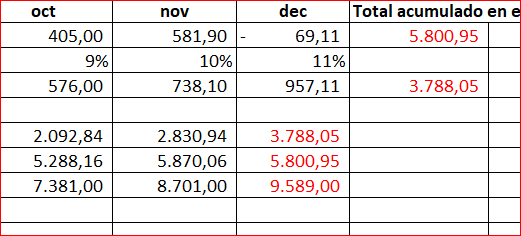 oct nov dec Total acumulado en e
405,00 581,90 - 69,11 5.800,95
9% 10% 11%
576,00 738,10 957,11 3.788,05
2.092,84 2.830,94 3.788,05
5.288,16 5.870,06 5.800,95
7.381,00 8.701,00 9.589,00